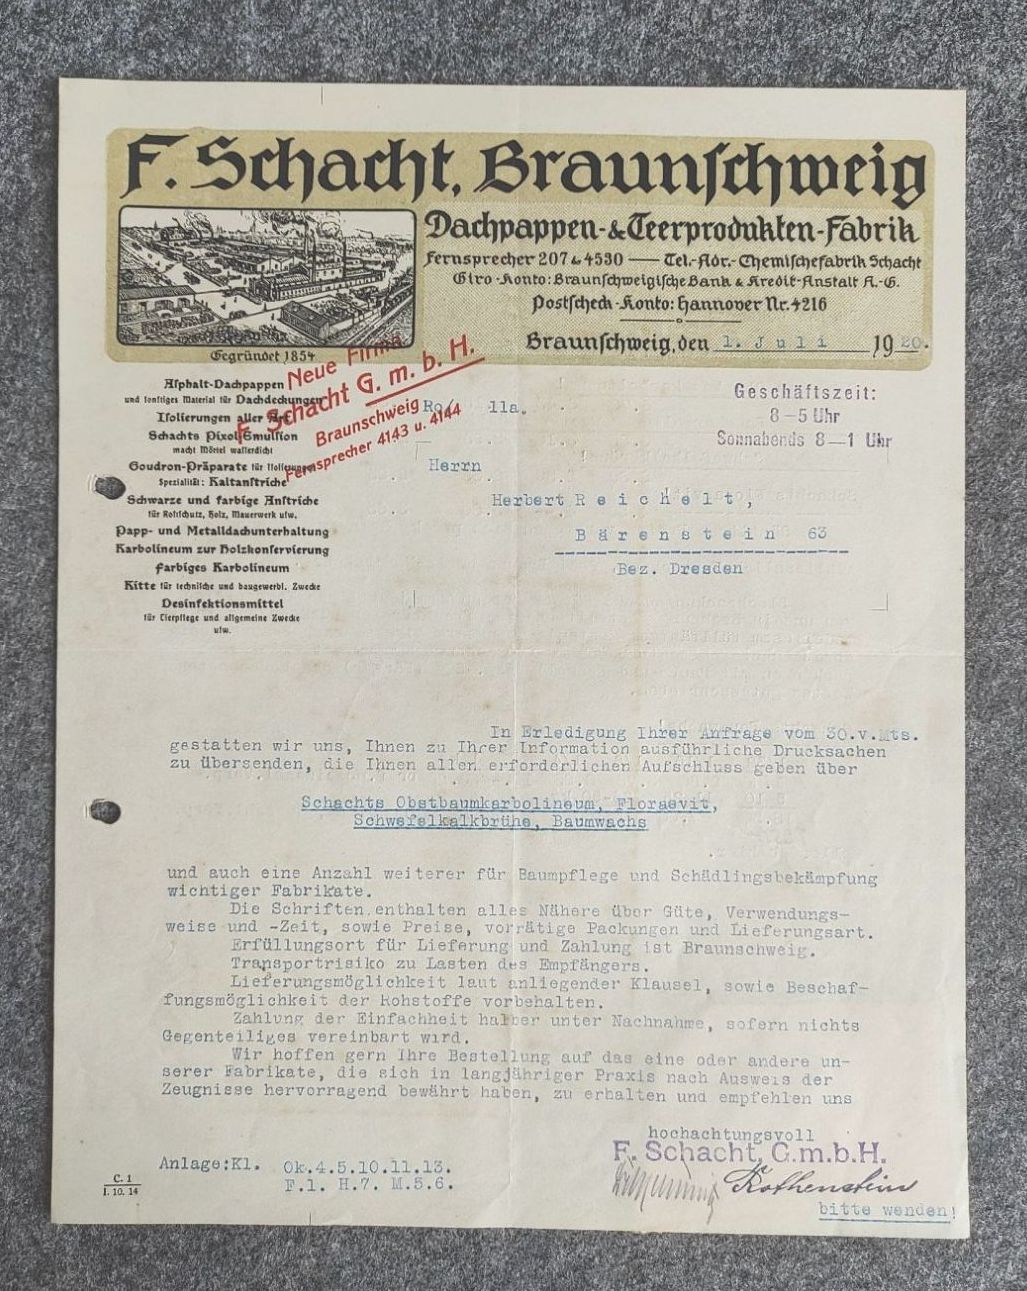 F. Schacht, Braunschweig
Dachpappen- & Teerprodukten-Fabrik
Fernsprecher 207 & 4530 — Tel.-Adr.- Chemischefabrik Schacht
Giro-Konto: Braunschweigische Bank & Kredit-Anstalt A.-G.
Postscheck-Konto: Hannover Nr. 4216
Braunschweig, den 1. Juli 1920.
Gegründet 1854
Neue Firma
F. Schacht G. m. b. H.
Braunschweig
Fernsprecher 4143 u. 4144
Asphalt-Dachpappen
und sonstiges Material für Dachdeckungen
Isolierungen aller Art
Schachts Pixol-Emulsion
macht Mörtel wasserdicht
Goudron-Präparate für Isolierungen
Spezialität: Kaltanstriche
Schwarze und farbige Anstriche
für Rostschutz, Holz, Mauerwerk usw.
Papp- und Metalldachunterhaltung
Karbolineum zur Holzkonservierung
farbiges Karbolineum
Kitte für technische und baugewerbl. Zwecke
Desinfektionsmittel
für Tierpflege und allgemeine Zwecke
usw.
Ro/ 11a.
Geschäftszeit:
8–5 Uhr
Sonnabends 8–1 Uhr
Herrn
Herbert Reichelt,
Bärenstein 63
Bez. Dresden
In Erledigung Ihrer Anfrage vom 30.v.Mts.
gestatten wir uns, Ihnen zu Ihrer Information ausführliche Drucksachen
zu übersenden, die Ihnen allen erforderlichen Aufschluss geben über
Schachts Obstbaumkarbolineum, Floraevit,
Schwefelkalkbrühe, Baumwachs
und auch eine Anzahl weiterer für Baumpflege und Schädlingsbekämpfung
wichtiger Fabrikate.
Die Schriften enthalten alles Nähere über Güte, Verwendungs-
weise und -Zeit, sowie Preise, vorrätige Packungen und Lieferungsart.
Erfüllungsort für Lieferung und Zahlung ist Braunschweig.
Transportrisiko zu Lasten des Empfängers.
Lieferungsmöglichkeit laut anliegender Klausel, sowie Beschaf-
fungsmöglichkeit der Rohstoffe vorbehalten.
Zahlung der Einfachheit halber unter Nachnahme, sofern nichts
Gegenteiliges vereinbart wird.
Wir hoffen gern Ihre Bestellung auf das eine oder andere un-
serer Fabrikate, die sich in langjähriger Praxis nach Ausweis der
Zeugnisse hervorragend bewährt haben, zu erhalten und empfehlen uns
hochachtungsvoll
F. Schacht, G.m.b.H.
Rothenstein
Anlage:Kl. Ok.4.5.10.11.13.
F.1. H.7. M.5.6.
C. 1
1. 10. 14
bitte wenden!